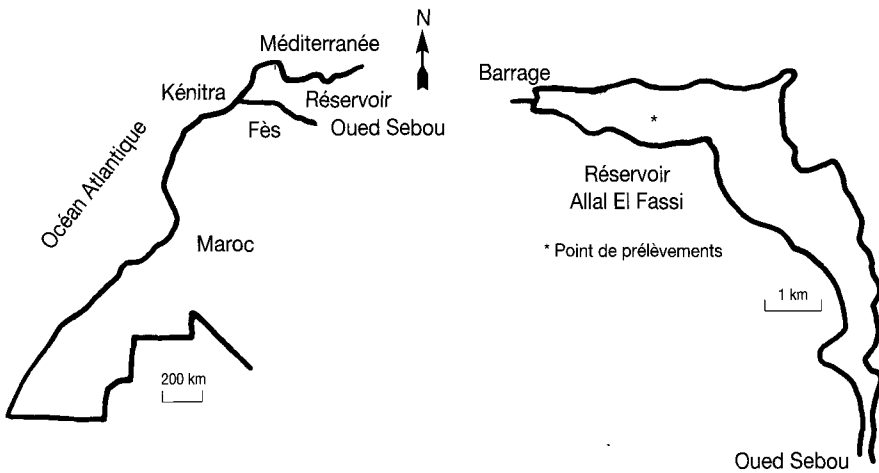 N
Méditerranée
Kénitra
Réservoir
Fès
Oued Sebou
Océan Atlantique
Maroc
200 km
Barrage
*
Réservoir
Allal El Fassi
* Point de prélèvements
1 km
Oued Sebou